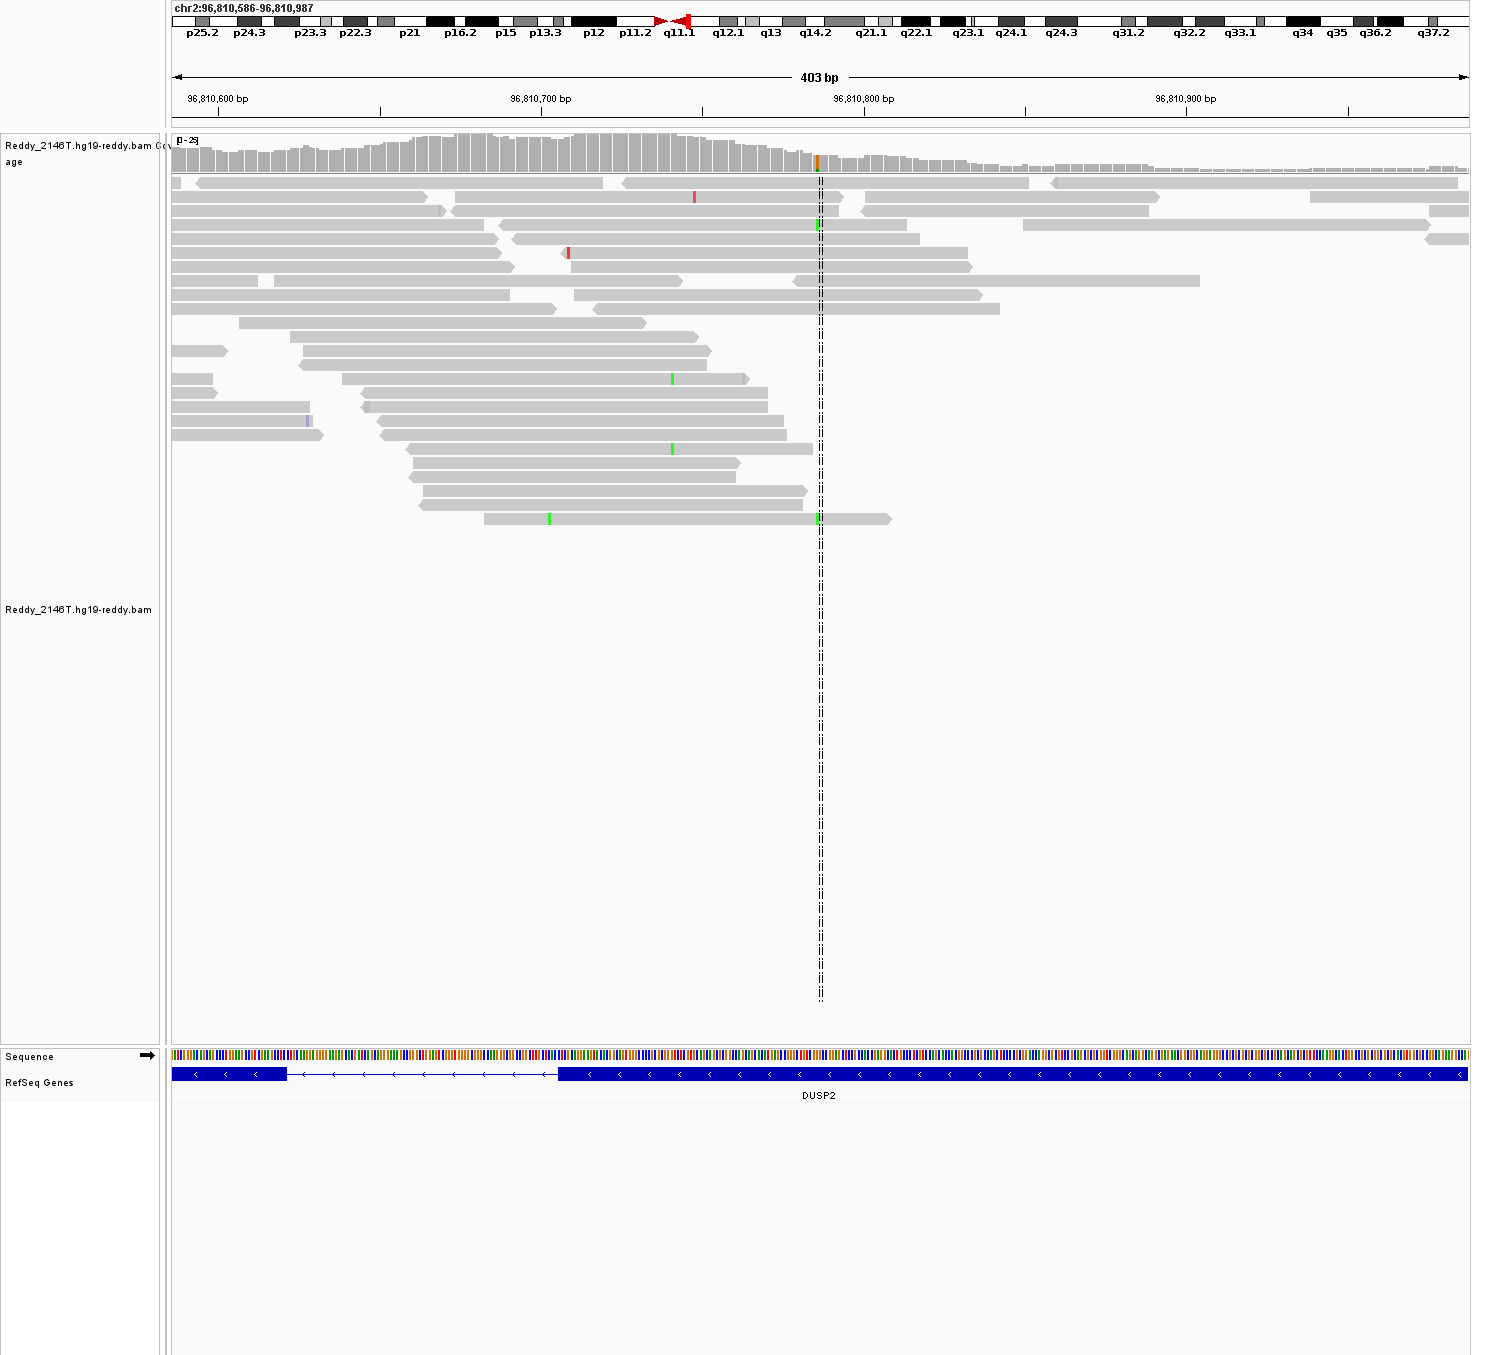 chr2:96,810,586-96,810,987
p25.2 p24.3 p23.3 p22.3 p21 p16.2 p15 p13.3 p12 p11.2 q11.1 q12.1 q13 q14.2 q21.1 q22.1 q23.1 q24.1 q24.3 q31.2 q32.2 q33.1 q34 q35 q36.2 q37.2
403 bp
96,810,600 bp 96,810,700 bp 96,810,800 bp 96,810,900 bp
[0-25]
Reddy_2146T.hg19-reddy.bam Cov
age
Reddy_2146T.hg19-reddy.bam
Sequence
RefSeq Genes
DUSP2